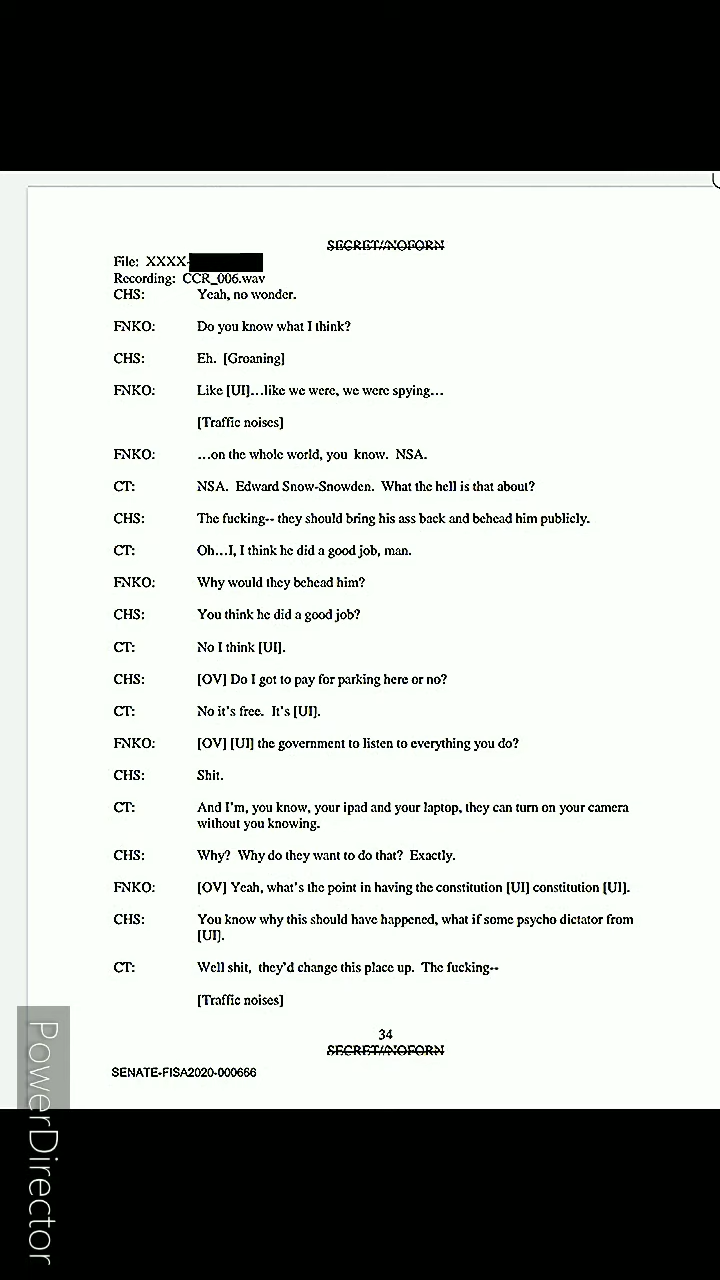 SECRET//NOFORN
File: XXXX-
Recording: CCR_006.wav
CHS: Yeah, no wonder.
FNKO: Do you know what I think?
CHS: Eh. [Groaning]
FNKO: Like [UI]...like we were, we were spying...
[Traffic noises]
FNKO: ...on the whole world, you know. NSA.
CT: NSA. Edward Snow-Snowden. What the hell is that about?
CHS: The fucking-- they should bring his ass back and behead him publicly.
CT: Oh...I, I think he did a good job, man.
FNKO: Why would they behead him?
CHS: You think he did a good job?
CT: No I think [UI].
CHS: [OV] Do I got to pay for parking here or no?
CT: No it's free. It's [UI].
FNKO: [OV] [UI] the government to listen to everything you do?
CHS: Shit.
CT: And I'm, you know, your ipad and your laptop, they can turn on your camera
without you knowing.
CHS: Why? Why do they want to do that? Exactly.
FNKO: [OV] Yeah, what's the point in having the constitution [UI] constitution [UI].
CHS: You know why this should have happened, what if some psycho dictator from
[UI].
CT: Well shit, they'd change this place up. The fucking--
[Traffic noises]
34
SECRET//NOFORN
SENATE-FISA2020-000666
PowerDirector